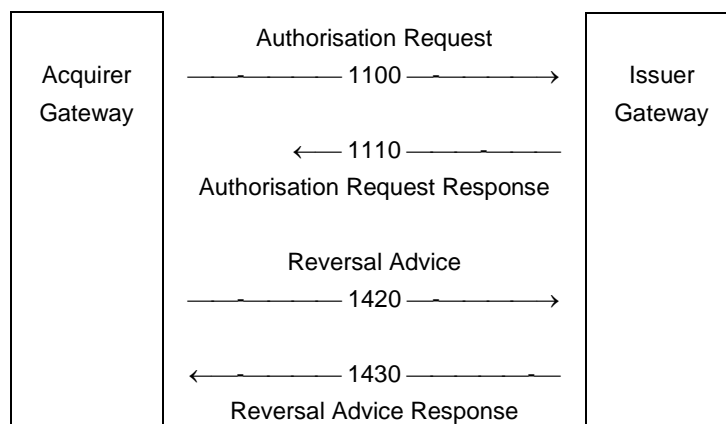 Authorisation Request
Acquirer
Gateway
1100
Issuer
Gateway
1110
Authorisation Request Response
Reversal Advice
1420
1430
Reversal Advice Response